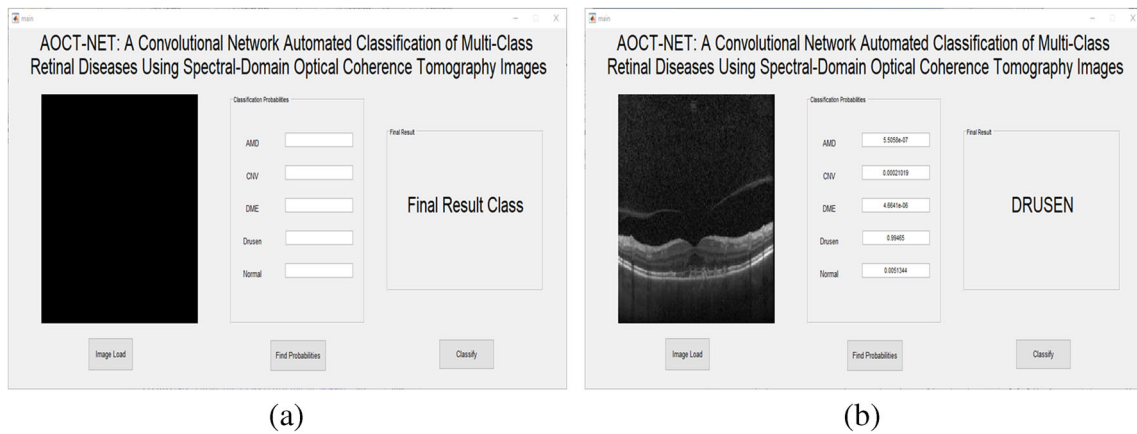 main
AOCT-NET: A Convolutional Network Automated Classification of Multi-Class
Retinal Diseases Using Spectral-Domain Optical Coherence Tomography Images
Classification Probabilities
AMD
CNV
DME
Drusen
Normal
Final Result
Final Result Class
Image Load
Find Probabilities
Classify
(a)
main
AOCT-NET: A Convolutional Network Automated Classification of Multi-Class
Retinal Diseases Using Spectral-Domain Optical Coherence Tomography Images
Classification Probabilities
AMD 5.5058e-07
CNV 0.00021019
DME 4.6641e-06
Drusen 0.99465
Normal 0.0051344
Final Result
DRUSEN
Image Load
Find Probabilities
Classify
(b)